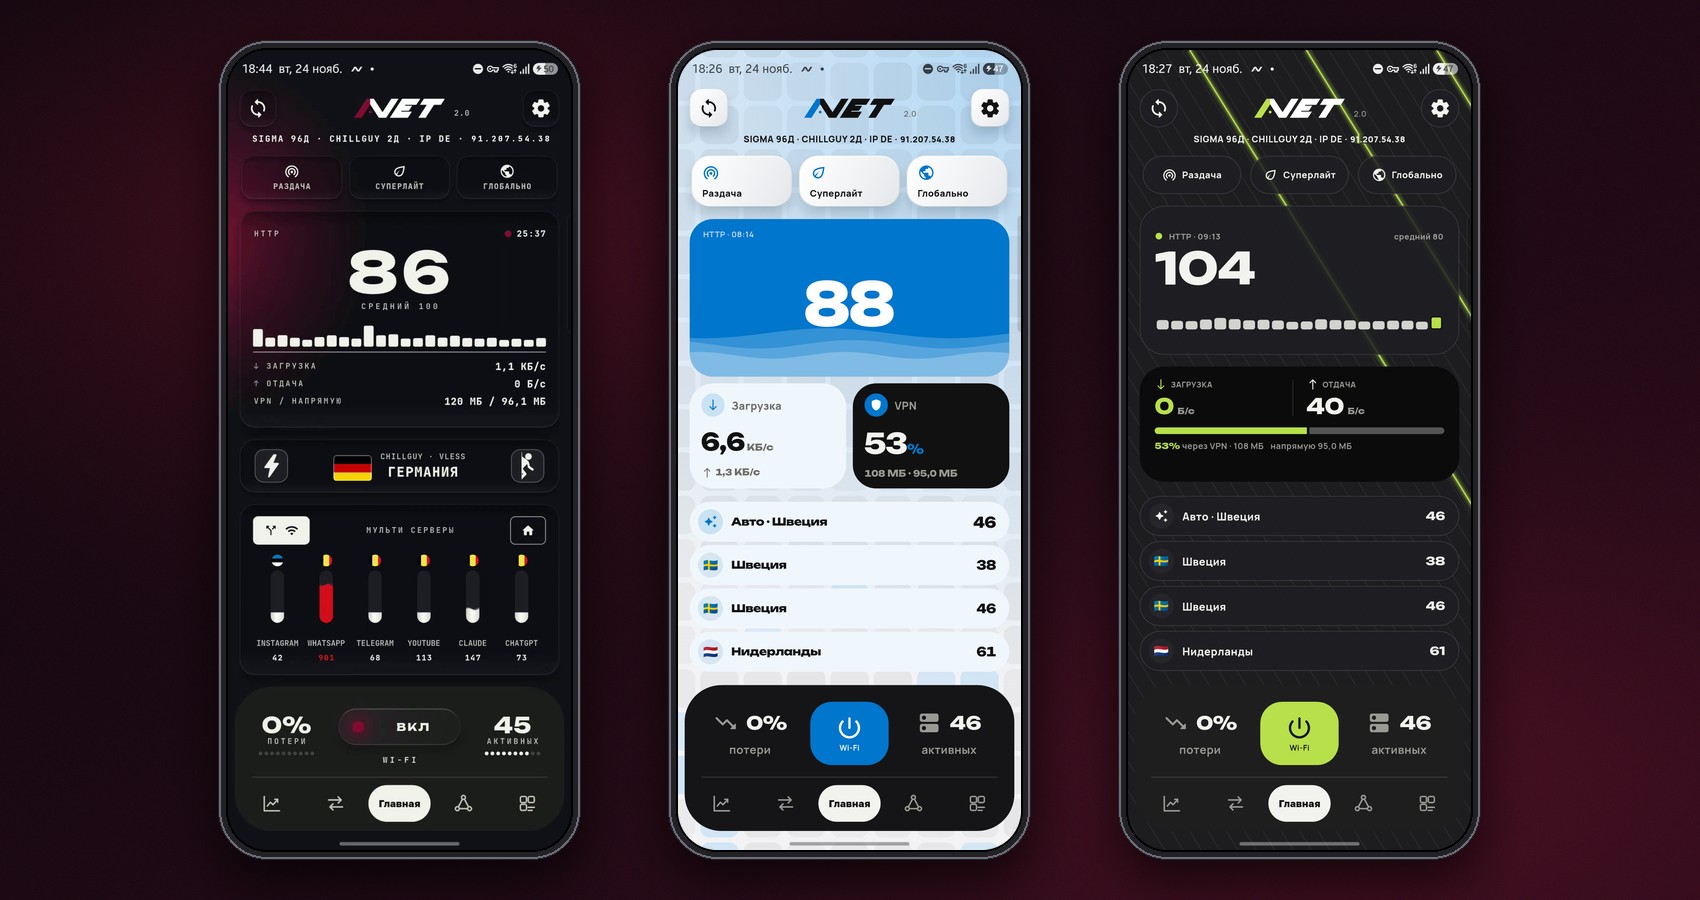 18:44 вт, 24 нояб.
50
NET 2.0
SIGMA 96Д · CHILLGUY 2Д · IP DE · 91.207.54.38
РАЗДАЧА
СУПЕРЛАЙТ
ГЛОБАЛЬНО
HTTP
25:37
86
СРЕДНИЙ 100
↓ ЗАГРУЗКА 1,1 КБ/с
↑ ОТДАЧА 0 Б/с
VPN / НАПРЯМУЮ 120 МБ / 96,1 МБ
CHILLGUY · VLESS
ГЕРМАНИЯ
МУЛЬТИ СЕРВЕРЫ
INSTAGRAM WHATSAPP TELEGRAM YOUTUBE CLAUDE CHATGPT
42 901 68 113 147 73
0% ВКЛ 45
ПОТЕРИ АКТИВНЫХ
WI-FI
Главная
18:26 вт, 24 нояб.
47
NET 2.0
SIGMA 96Д · CHILLGUY 2Д · IP DE · 91.207.54.38
Раздача
Суперлайт
Глобально
HTTP · 08:14
88
↓ Загрузка
6,6 КБ/с
↑ 1,3 КБ/с
VPN
53%
108 МБ · 95,0 МБ
Авто · Швеция 46
Швеция 38
Швеция 46
Нидерланды 61
0% 46
потери Wi-Fi активных
Главная
18:27 вт, 24 нояб.
47
NET 2.0
SIGMA 96Д · CHILLGUY 2Д · IP DE · 91.207.54.38
Раздача
Суперлайт
Глобально
HTTP · 09:13
средний 80
104
↓ ЗАГРУЗКА
0 Б/с
↑ ОТДАЧА
40 Б/с
53% через VPN · 108 МБ напрямую 95,0 МБ
Авто · Швеция 46
Швеция 38
Швеция 46
Нидерланды 61
0% 46
потери Wi-Fi активных
Главная